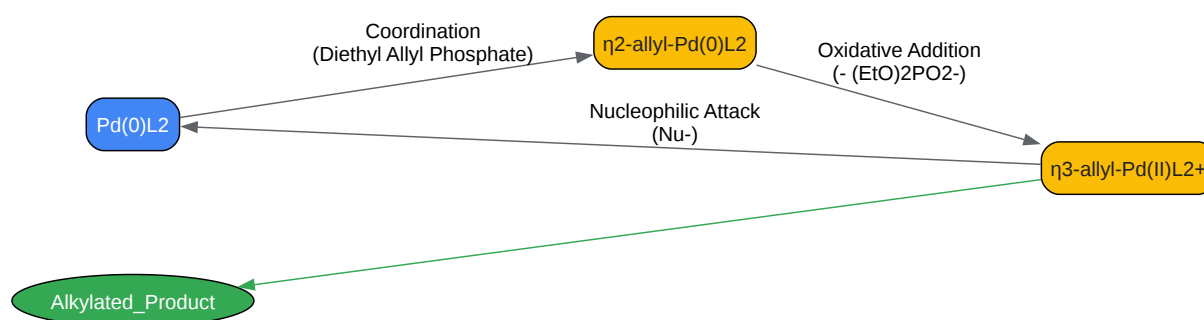 Coordination
(Diethyl Allyl Phosphate)
η2-allyl-Pd(0)L2
Oxidative Addition
(- (EtO)2PO2-)
Pd(0)L2
Nucleophilic Attack
(Nu-)
η3-allyl-Pd(II)L2+
Alkylated_Product